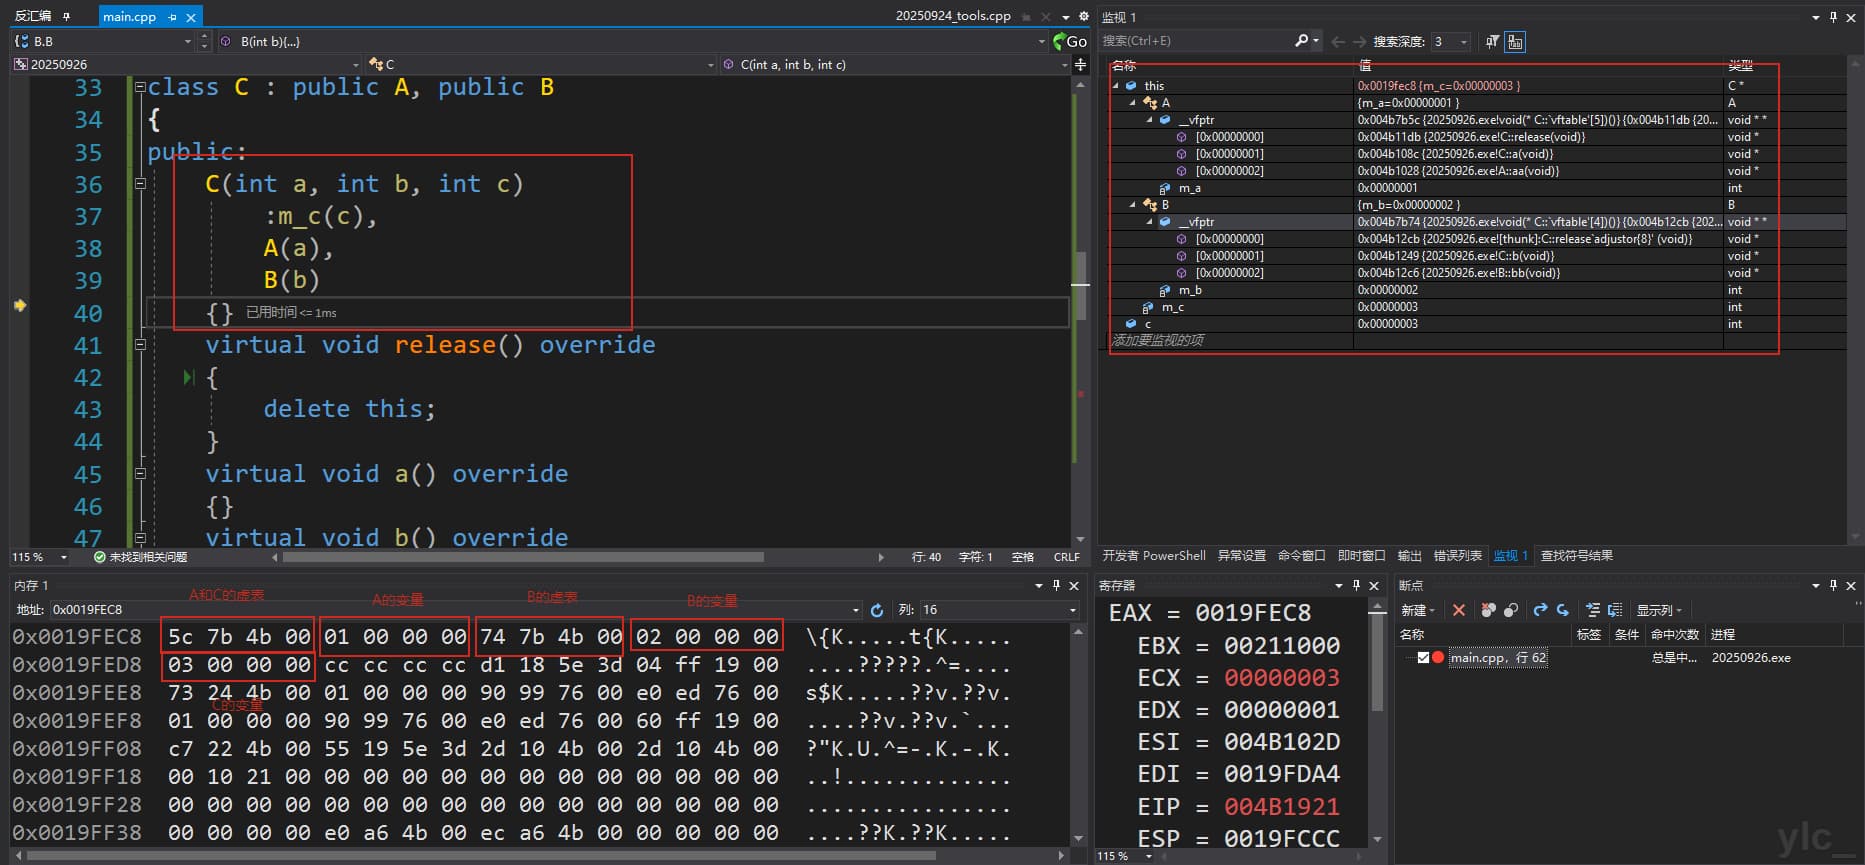 反汇编
main.cpp
20250924_tools.cpp
B.B
B(int b){...}
Go
20250926
C
C(int a, int b, int c)
33 class C : public A, public B
34 {
35 public:
36 C(int a, int b, int c)
37 :m_c(c),
38 A(a),
39 B(b)
40 {} 已用时间 <= 1ms
41 virtual void release() override
42 {
43 delete this;
44 }
45 virtual void a() override
46 {}
47 virtual void b() override
115 %
未找到相关问题
行: 40
字符: 1
空格
CRLF
监视 1
搜索(Ctrl+E)
搜索深度: 3
名称 值 类型
this 0x0019fec8 {m_c=0x00000003 } C *
A {m_a=0x00000001 } A
__vfptr 0x004b7b5c {20250926.exe!void(* C::`vftable'[5])()} {0x004b11db {20... void * *
[0x00000000] 0x004b11db {20250926.exe!C::release(void)} void *
[0x00000001] 0x004b108c {20250926.exe!C::a(void)} void *
[0x00000002] 0x004b1028 {20250926.exe!A::aa(void)} void *
m_a 0x00000001 int
B {m_b=0x00000002 } B
__vfptr 0x004b7b74 {20250926.exe!void(* C::`vftable'[4])()} {0x004b12cb {202... void * *
[0x00000000] 0x004b12cb {20250926.exe![thunk]:C::release`adjustor{8}' (void)} void *
[0x00000001] 0x004b1249 {20250926.exe!C::b(void)} void *
[0x00000002] 0x004b12c6 {20250926.exe!B::bb(void)} void *
m_b 0x00000002 int
m_c 0x00000003 int
c 0x00000003 int
添加要监视的项
开发者 PowerShell 异常设置 命令窗口 即时窗口 输出 错误列表 监视 1 查找符号结果
内存 1
A和C的虚表 A的变量 B的虚表 B的变量
地址: 0x0019FEC8
列: 16
0x0019FEC8 5c 7b 4b 00 01 00 00 00 74 7b 4b 00 02 00 00 00 \{K.....t{K.....
0x0019FED8 03 00 00 00 cc cc cc cc d1 18 5e 3d 04 ff 19 00 ....?????.^=....
0x0019FEE8 73 24 4b 00 01 00 00 00 90 99 76 00 e0 ed 76 00 s$K.....??v.??v.
C的变量
0x0019FEF8 01 00 00 00 90 99 76 00 e0 ed 76 00 60 ff 19 00 ....??v.??v.`...
0x0019FF08 c7 22 4b 00 55 19 5e 3d 2d 10 4b 00 2d 10 4b 00 ?"K.U.^=-.K.-.K.
0x0019FF18 00 10 21 00 00 00 00 00 00 00 00 00 00 00 00 00 ..!.............
0x0019FF28 00 00 00 00 00 00 00 00 00 00 00 00 00 00 00 00 ................
0x0019FF38 00 00 00 00 e0 a6 4b 00 ec a6 4b 00 00 00 00 00 ....??K.??K.....
寄存器
EAX = 0019FEC8
EBX = 00211000
ECX = 00000003
EDX = 00000001
ESI = 004B102D
EDI = 0019FDA4
EIP = 004B1921
ESP = 0019FCCC
115 %
断点
新建
显示列
名称 标签 条件 命中次数 进程
main.cpp, 行 62 总是中... 20250926.exe
ylc_